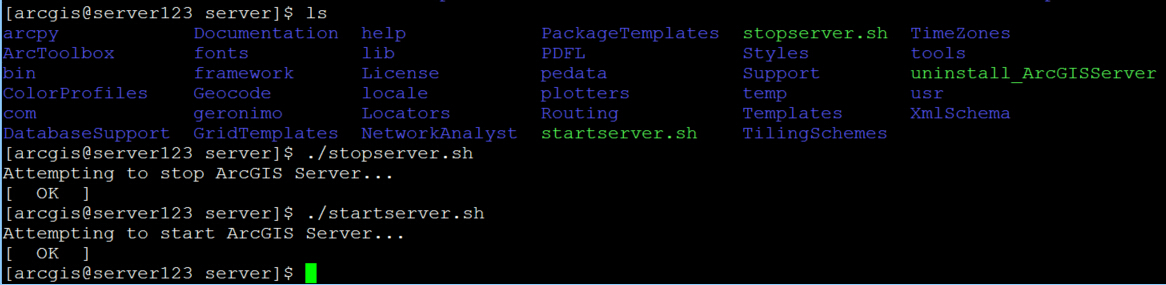 [arcgis@server123 server]$ ls
arcpy Documentation help PackageTemplates stopserver.sh TimeZones
ArcToolbox fonts lib PDFL Styles tools
bin framework License pedata Support uninstall_ArcGISServer
ColorProfiles Geocode locale plotters temp usr
com geronimo Locators Routing Templates XmlSchema
DatabaseSupport GridTemplates NetworkAnalyst startserver.sh TilingSchemes
[arcgis@server123 server]$ ./stopserver.sh
Attempting to stop ArcGIS Server...
[  OK  ]
[arcgis@server123 server]$ ./startserver.sh
Attempting to start ArcGIS Server...
[  OK  ]
[arcgis@server123 server]$